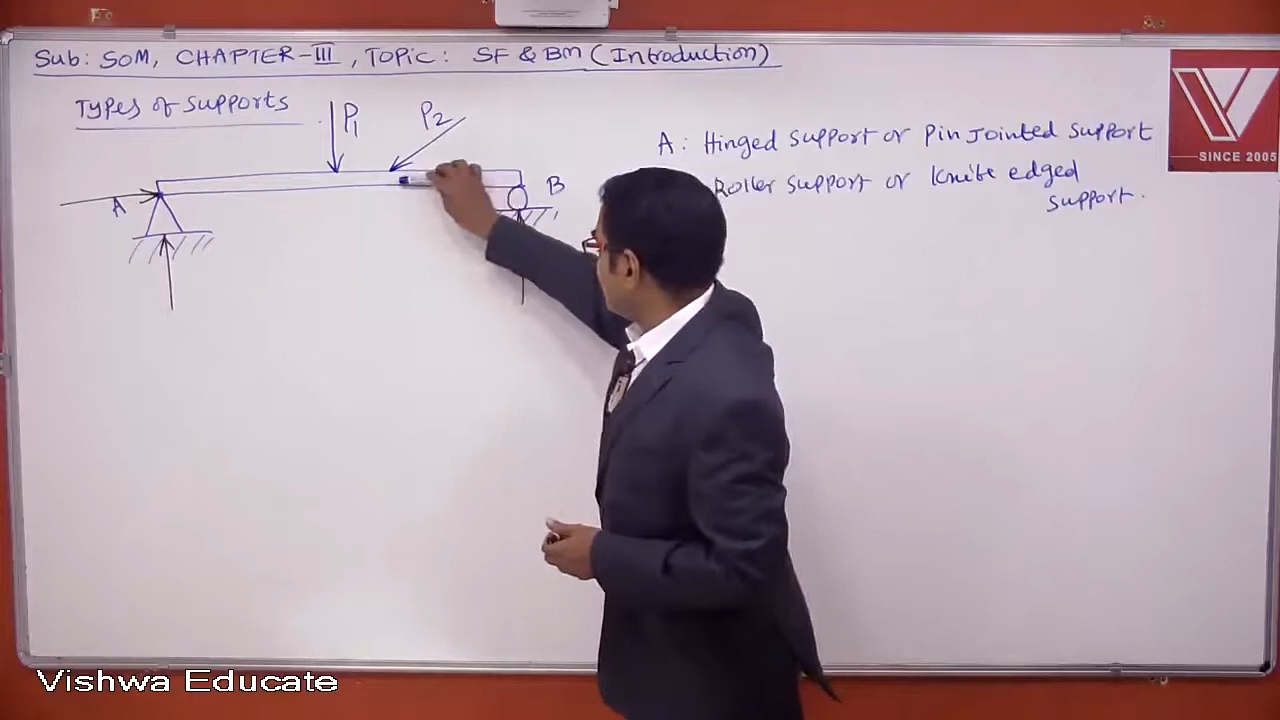 Sub: SOM, CHAPTER-III, TOPIC: SF & BM (Introduction)
Types of Supports
P1
P2
A
B
A: Hinged Support or Pin Jointed Support
Roller Support or Knife edged
Support.
V
SINCE 2005
Vishwa Educate